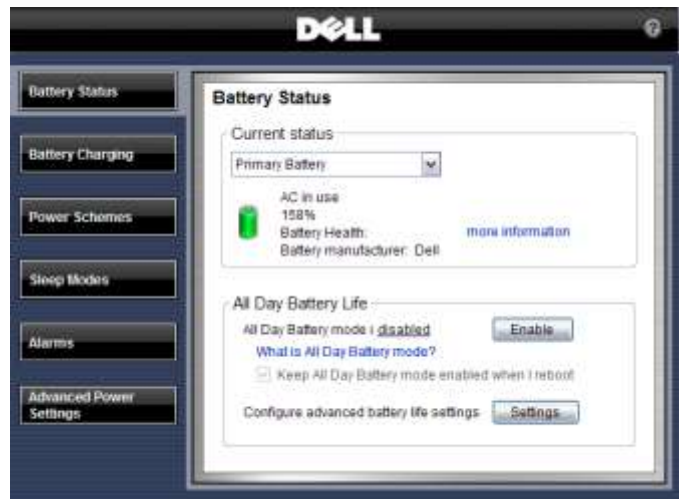 DELL
?
Battery Status
Battery Charging
Power Schemes
Sleep Modes
Alarms
Advanced Power
Settings
Battery Status
Current status
Primary Battery
AC in use
158%
Battery Health:
more information
Battery manufacturer: Dell
All Day Battery Life
All Day Battery mode i disabled
Enable
What is All Day Battery mode?
Keep All Day Battery mode enabled when I reboot
Configure advanced battery life settings
Settings